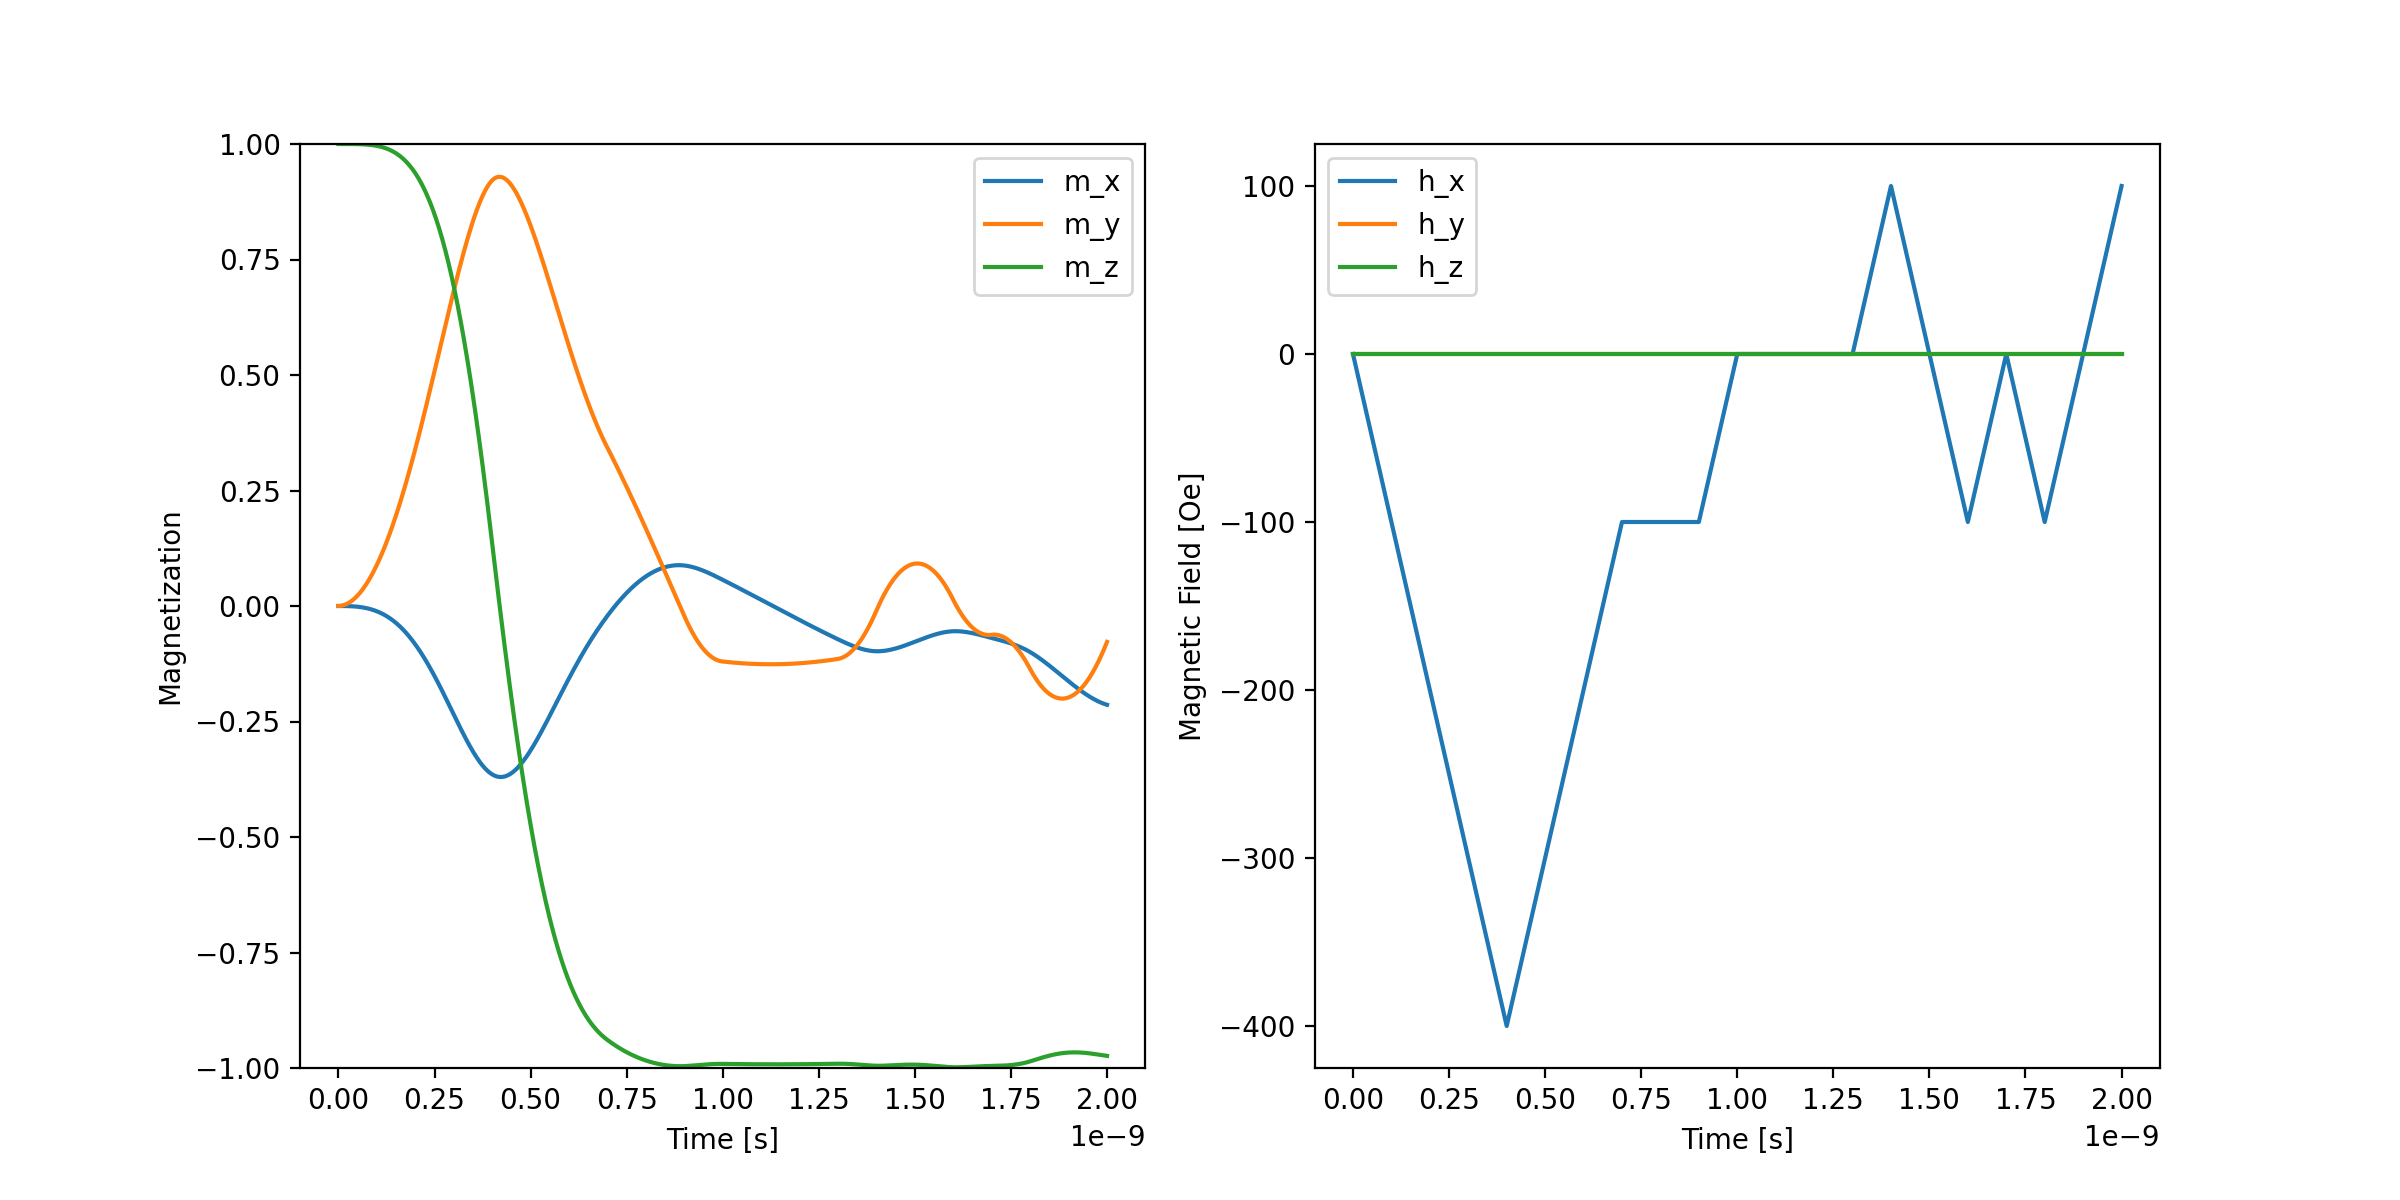 1.00
0.75
0.50
0.25
0.00
−0.25
−0.50
−0.75
−1.00
Magnetization
0.00 0.25 0.50 0.75 1.00 1.25 1.50 1.75 2.00
Time [s]
1e−9
m_x
m_y
m_z
100
0
−100
−200
−300
−400
Magnetic Field [Oe]
0.00 0.25 0.50 0.75 1.00 1.25 1.50 1.75 2.00
Time [s]
1e−9
h_x
h_y
h_z